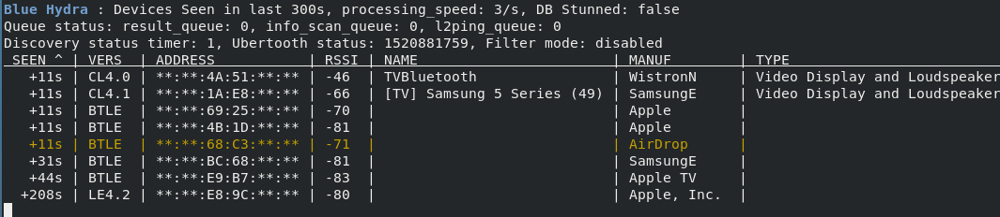 Blue Hydra : Devices Seen in last 300s, processing_speed: 3/s, DB Stunned: false
Queue status: result_queue: 0, info_scan_queue: 0, l2ping_queue: 0
Discovery status timer: 1, Ubertooth status: 1520881759, Filter mode: disabled
SEEN ^ | VERS | ADDRESS | RSSI | NAME | MANUF | TYPE
+11s | CL4.0 | **:**:4A:51:**:** | -46 | TVBluetooth | WistronN | Video Display and Loudspeaker
+11s | CL4.1 | **:**:1A:E8:**:** | -66 | [TV] Samsung 5 Series (49) | SamsungE | Video Display and Loudspeaker
+11s | BTLE | **:**:69:25:**:** | -70 | | Apple |
+11s | BTLE | **:**:4B:1D:**:** | -81 | | Apple |
+11s | BTLE | **:**:68:C3:**:** | -71 | | AirDrop |
+31s | BTLE | **:**:BC:68:**:** | -81 | | SamsungE |
+44s | BTLE | **:**:E9:B7:**:** | -83 | | Apple TV |
+208s | LE4.2 | **:**:E8:9C:**:** | -80 | | Apple, Inc. |